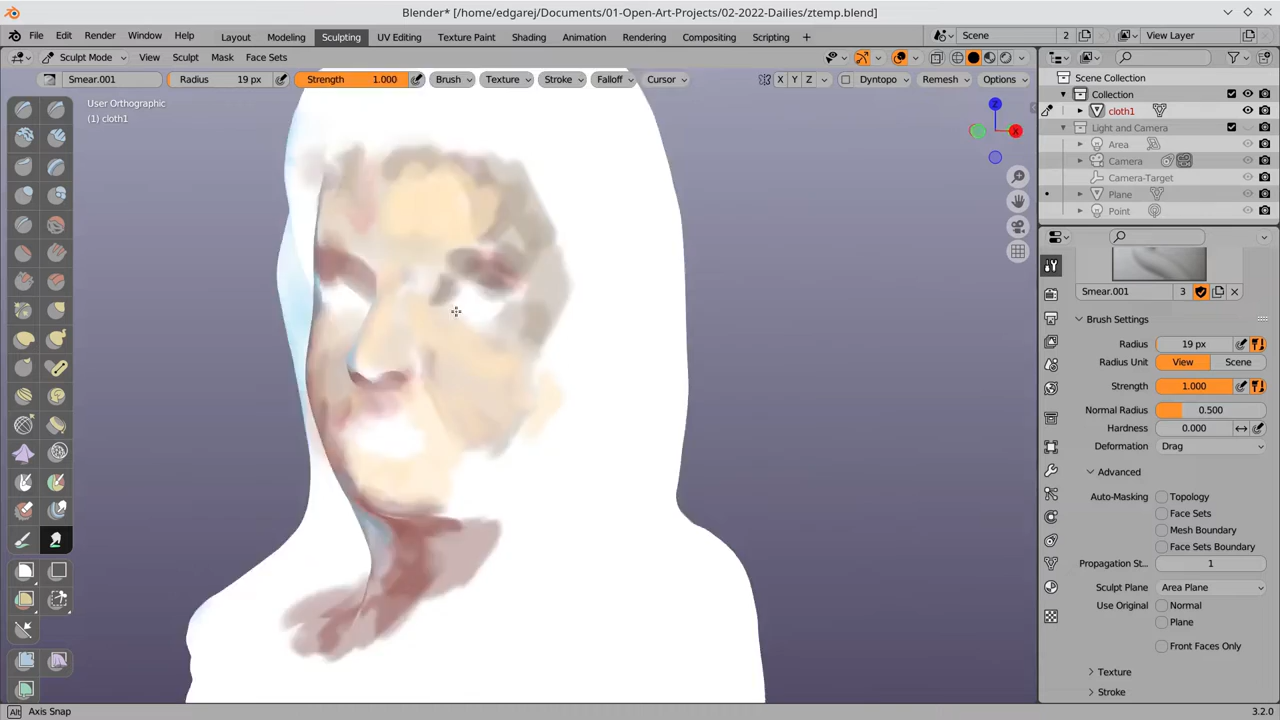 Blender* [/home/edgarej/Documents/01-Open-Art-Projects/02-2022-Dailies/ztemp.blend]
File Edit Render Window Help Layout Modeling Sculpting UV Editing Texture Paint Shading Animation Rendering Compositing Scripting + Scene 2 View Layer
Sculpt Mode View Sculpt Mask Face Sets
Smear.001 Radius 19 px Strength 1.000 Brush Texture Stroke Falloff Cursor X Y Z Dyntopo Remesh Options
User Orthographic
(1) cloth1
Z
X
Scene Collection
Collection
cloth1
Light and Camera
Area
Camera
Camera-Target
Plane
Point
Smear.001 3
Brush Settings
Radius 19 px
Radius Unit View Scene
Strength 1.000
Normal Radius 0.500
Hardness 0.000
Deformation Drag
Advanced
Auto-Masking Topology
Face Sets
Mesh Boundary
Face Sets Boundary
Propagation St... 1
Sculpt Plane Area Plane
Use Original Normal
Plane
Front Faces Only
Texture
Stroke
Alt Axis Snap 3.2.0